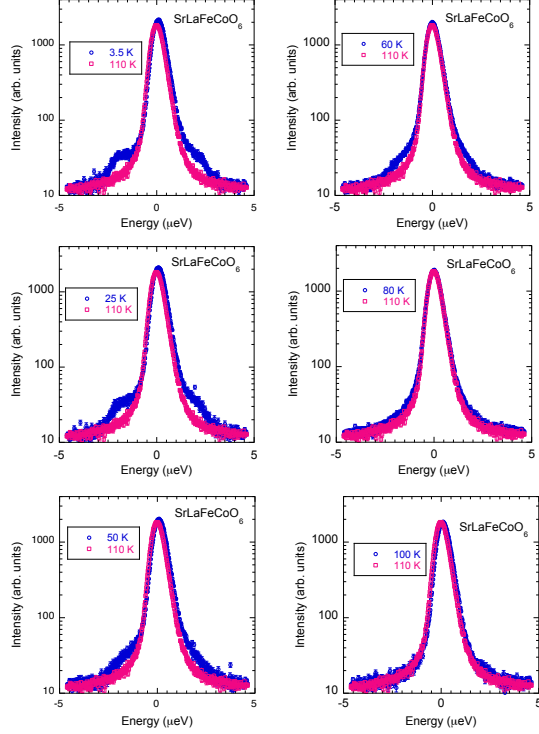 SrLaFeCoO6
3.5 K
110 K
Intensity (arb. units)
1000
100
10
-5
0
5
Energy (μeV)
SrLaFeCoO6
60 K
110 K
Intensity (arb. units)
1000
100
10
-5
0
5
Energy (μeV)
SrLaFeCoO6
25 K
110 K
Intensity (arb. units)
1000
100
10
-5
0
5
Energy (μeV)
SrLaFeCoO6
80 K
110 K
Intensity (arb. units)
1000
100
10
-5
0
5
Energy (μeV)
SrLaFeCoO6
50 K
110 K
Intensity (arb. units)
1000
100
10
-5
0
5
Energy (μeV)
SrLaFeCoO6
100 K
110 K
Intensity (arb. units)
1000
100
10
-5
0
5
Energy (μeV)